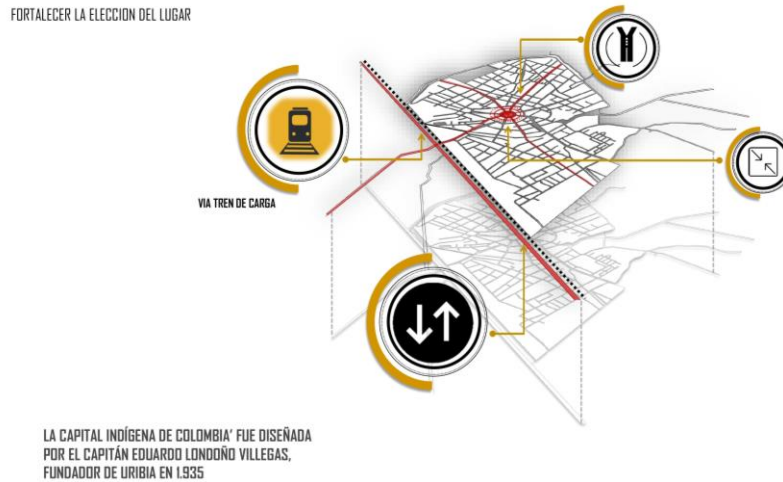 FORTALECER LA ELECCION DEL LUGAR
VIA TREN DE CARGA
LA CAPITAL INDÍGENA DE COLOMBIA' FUE DISEÑADA
POR EL CAPITÁN EDUARDO LONDOÑO VILLEGAS,
FUNDADOR DE URIBIA EN 1.935